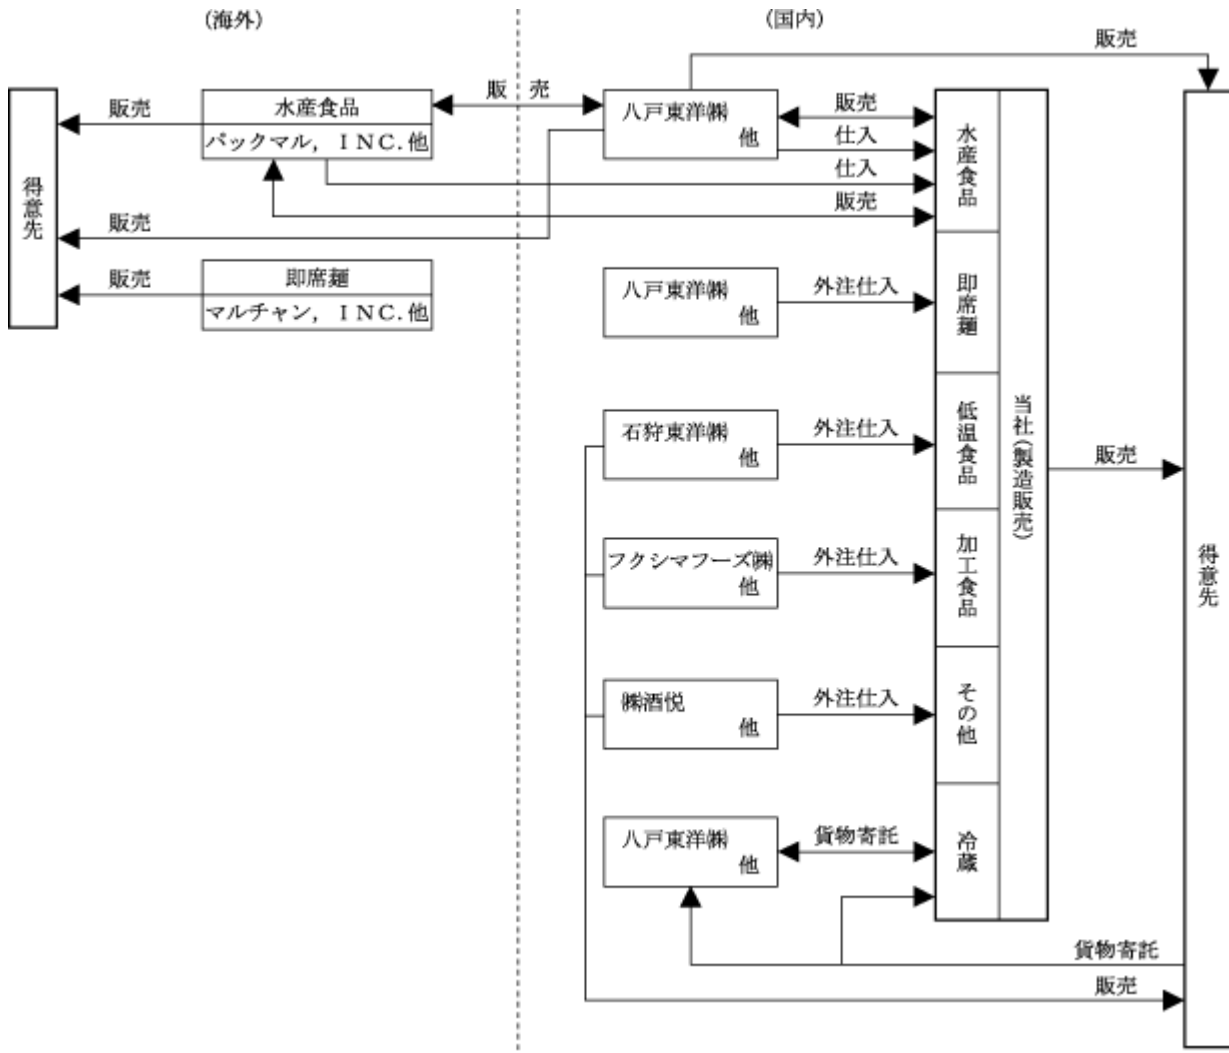 (海外)
(国内)
販売
販売
水産食品
パックマル，ＩＮＣ.他
販　売
八戸東洋㈱
他
販売
仕入
仕入
販売
水産食品
得意先
販売
販売
即席麺
マルチャン，ＩＮＣ.他
八戸東洋㈱
他
外注仕入
即席麺
石狩東洋㈱
他
外注仕入
低温食品
当社(製造販売)
販売
フクシマフーズ㈱
他
外注仕入
加工食品
得意先
㈱酒悦
他
外注仕入
その他
八戸東洋㈱
他
貨物寄託
冷蔵
貨物寄託
販売